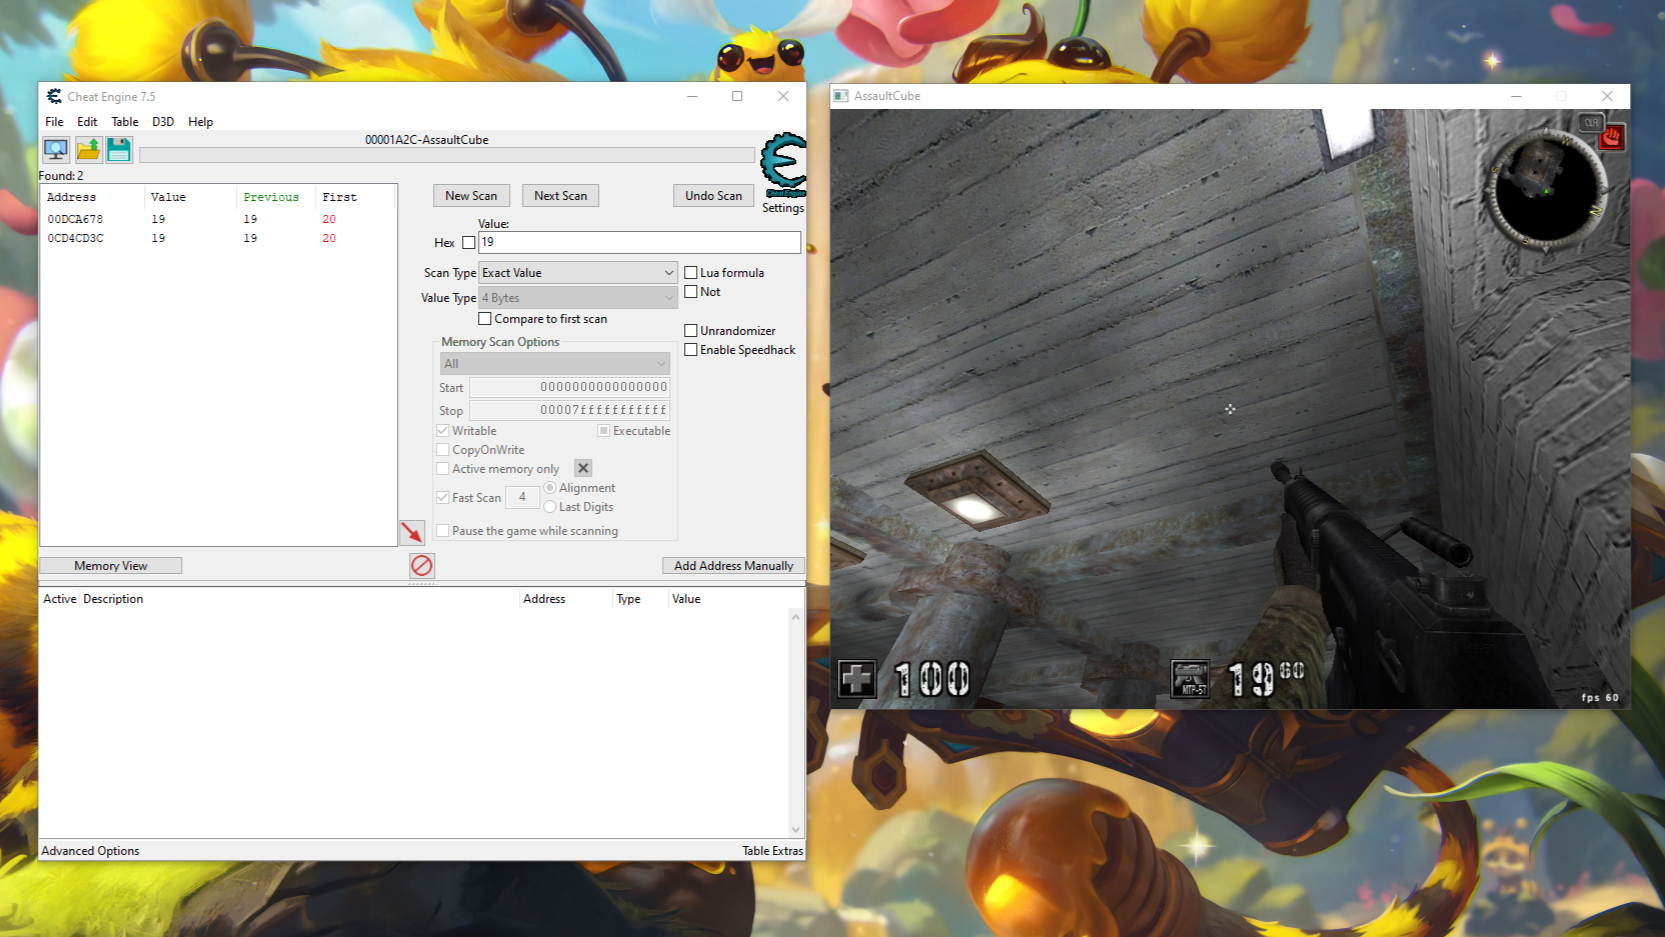 Cheat Engine 7.5
File Edit Table D3D Help
00001A2C-AssaultCube
Found: 2
Address Value Previous First
00DCA678 19 19 20
0CD4CD3C 19 19 20
New Scan Next Scan Undo Scan
Cheat Engine
Settings
Value:
Hex 19
Scan Type Exact Value
Lua formula
Value Type 4 Bytes
Not
Compare to first scan
Unrandomizer
Memory Scan Options
Enable Speedhack
All
Start 0000000000000000
Stop 00007fffffffffff
Writable Executable
CopyOnWrite
Active memory only
Fast Scan 4 Alignment
Last Digits
Pause the game while scanning
Memory View
Add Address Manually
Active Description Address Type Value
Advanced Options Table Extras
AssaultCube
CLA
N
100
MTP-57
19 60
fps 60